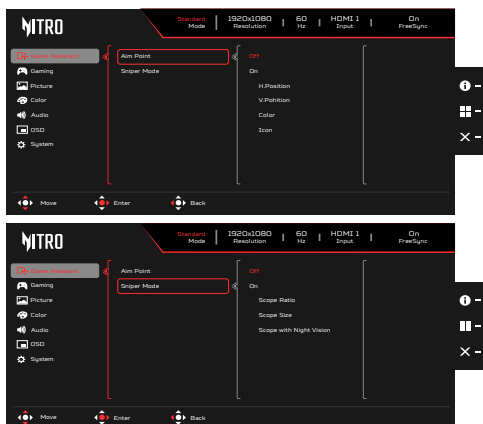 NITRO
Standard 1920x1080 60 HDMI 1 On
Mode Resolution Hz Input FreeSync
Game Assistant Aim Point Off
Gaming Sniper Mode On
Picture H.Position
Color V.Pohition
Audio Color
OSD Icon
System
Move Enter Back
NITRO
Standard 1920x1080 60 HDMI 1 On
Mode Resolution Hz Input FreeSync
Game Assistant Aim Point Off
Gaming Sniper Mode On
Picture Scope Ratio
Color Scope Size
Audio Scope with Night Vision
OSD
System
Move Enter Back